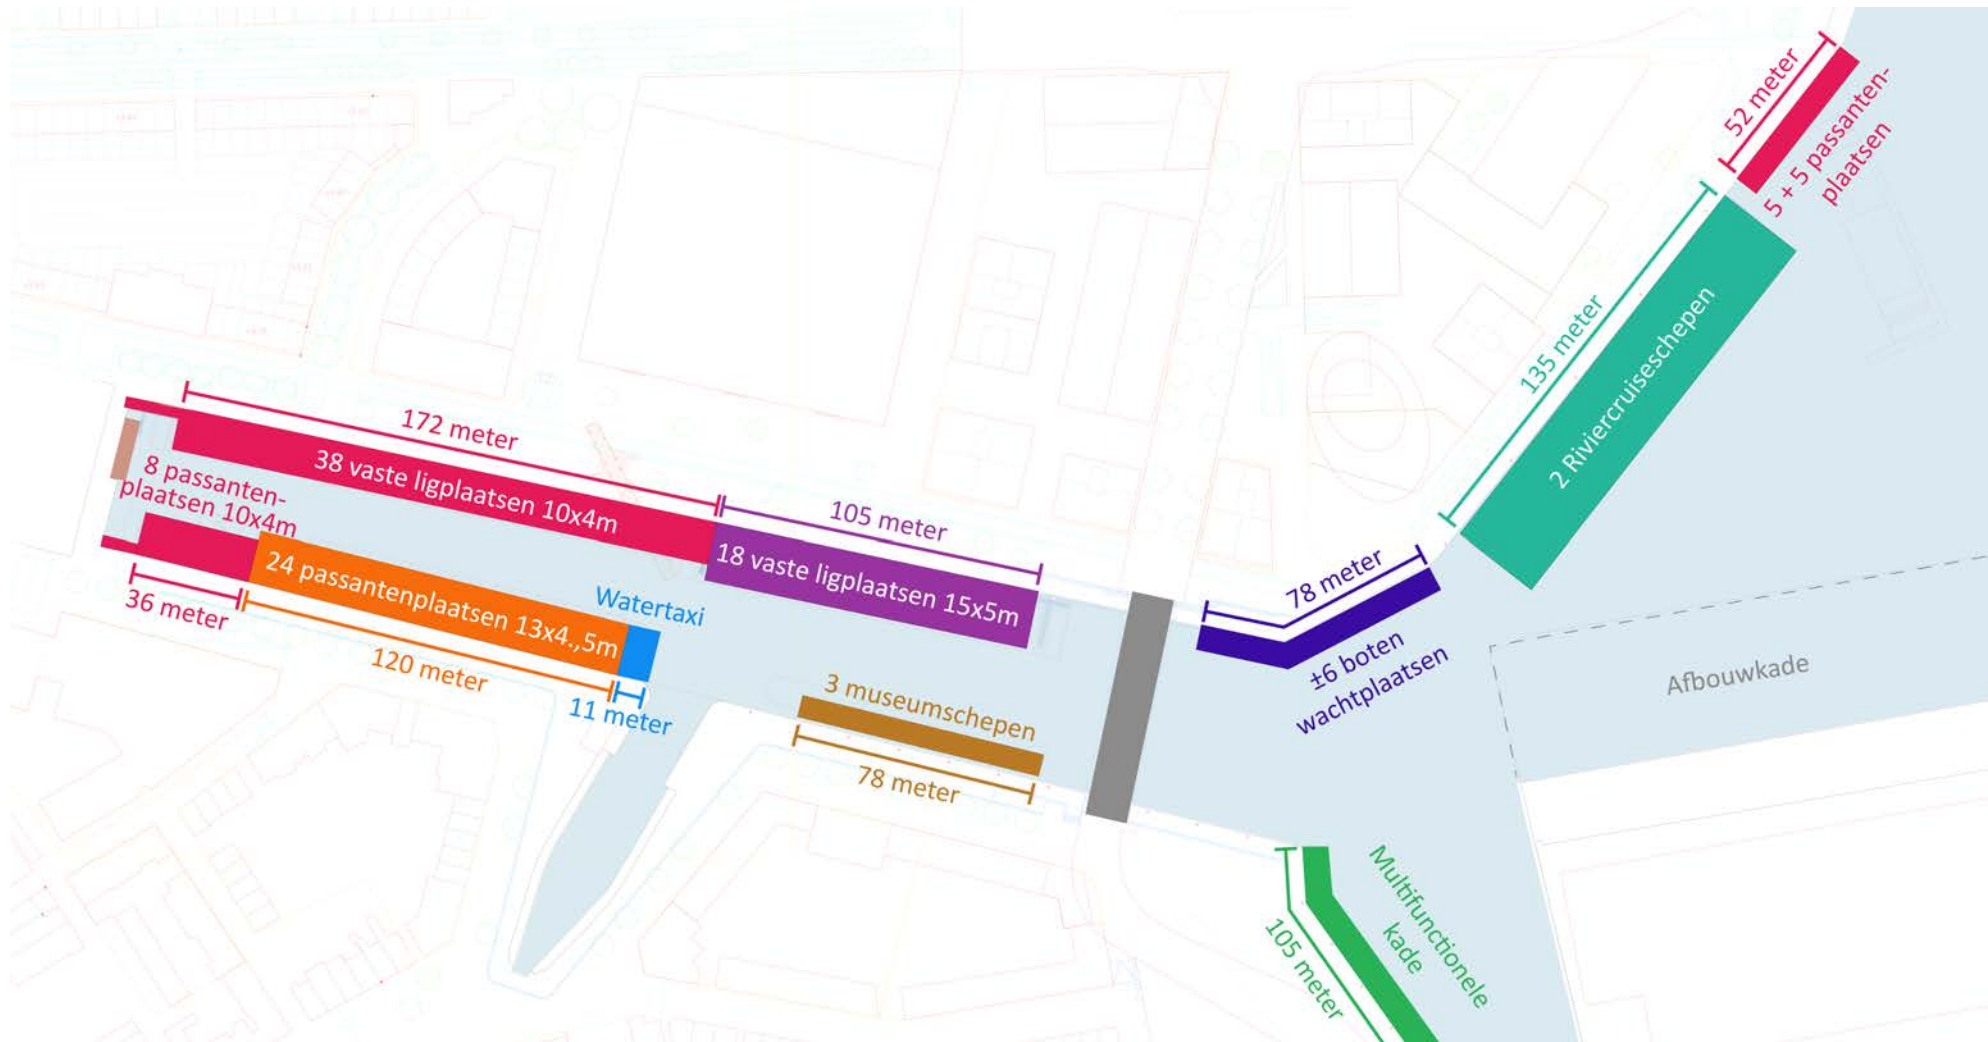 52 meter
5 + 5 passanten-
plaatsen
135 meter
2 Riviercruiseschepen
172 meter
38 vaste ligplaatsen 10x4m
8 passanten-
plaatsen 10x4m
105 meter
18 vaste ligplaatsen 15x5m
24 passantenplaatsen 13x4.,5m
Watertaxi
36 meter
120 meter
11 meter
78 meter
±6 boten
wachtplaatsen
3 museumschepen
78 meter
Afbouwkade
Multifunctionele
kade
105 meter